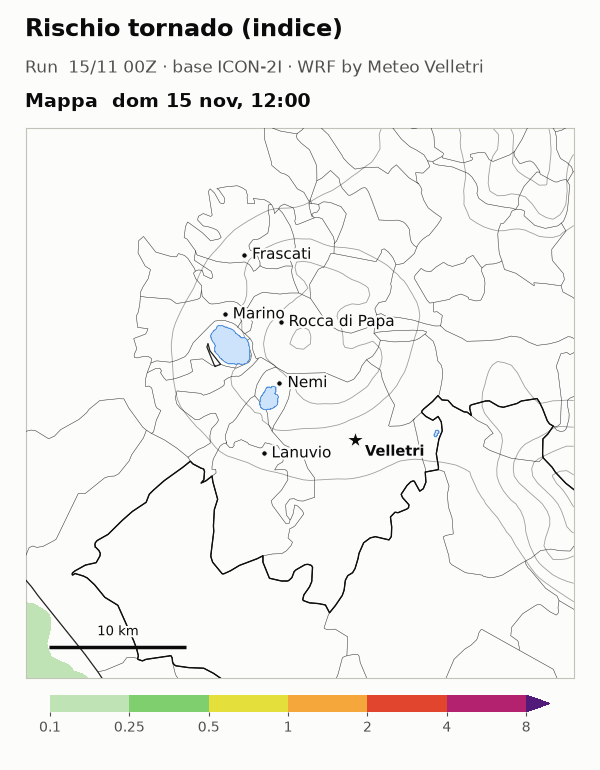 Rischio tornado (indice)
Run  15/11 00Z · base ICON-2I · WRF by Meteo Velletri
Mappa  dom 15 nov, 12:00
Frascati
Marino
Rocca di Papa
Nemi
Velletri
Lanuvio
10 km
0.1 0.25 0.5 1 2 4 8